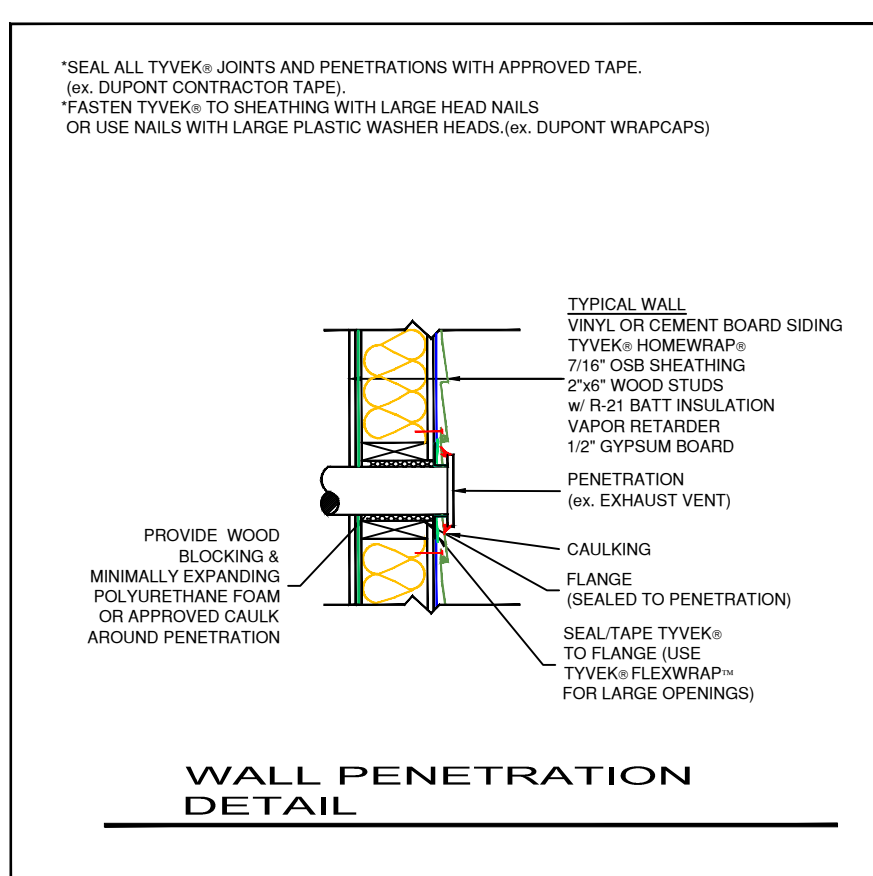 *SEAL ALL TYVEK® JOINTS AND PENETRATIONS WITH APPROVED TAPE.
(ex. DUPONT CONTRACTOR TAPE).
*FASTEN TYVEK® TO SHEATHING WITH LARGE HEAD NAILS
OR USE NAILS WITH LARGE PLASTIC WASHER HEADS.(ex. DUPONT WRAPCAPS)
TYPICAL WALL
VINYL OR CEMENT BOARD SIDING
TYVEK® HOMEWRAP®
7/16" OSB SHEATHING
2"x6" WOOD STUDS
w/ R-21 BATT INSULATION
VAPOR RETARDER
1/2" GYPSUM BOARD
PENETRATION
(ex. EXHAUST VENT)
PROVIDE WOOD
BLOCKING &
MINIMALLY EXPANDING
POLYURETHANE FOAM
OR APPROVED CAULK
AROUND PENETRATION
CAULKING
FLANGE
(SEALED TO PENETRATION)
SEAL/TAPE TYVEK®
TO FLANGE (USE
TYVEK® FLEXWRAP™
FOR LARGE OPENINGS)
WALL PENETRATION
DETAIL